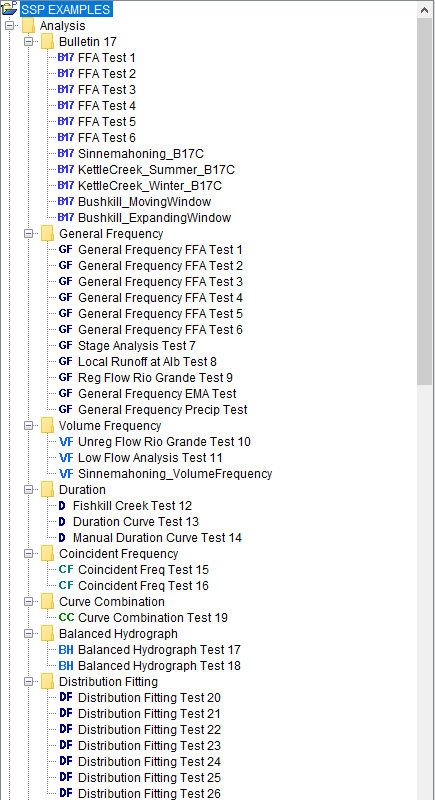 SSP EXAMPLES
Analysis
Bulletin 17
B17 FFA Test 1
B17 FFA Test 2
B17 FFA Test 3
B17 FFA Test 4
B17 FFA Test 5
B17 FFA Test 6
B17 Sinnemahoning_B17C
B17 KettleCreek_Summer_B17C
B17 KettleCreek_Winter_B17C
B17 Bushkill_MovingWindow
B17 Bushkill_ExpandingWindow
General Frequency
GF General Frequency FFA Test 1
GF General Frequency FFA Test 2
GF General Frequency FFA Test 3
GF General Frequency FFA Test 4
GF General Frequency FFA Test 5
GF General Frequency FFA Test 6
GF Stage Analysis Test 7
GF Local Runoff at Alb Test 8
GF Reg Flow Rio Grande Test 9
GF General Frequency EMA Test
GF General Frequency Precip Test
Volume Frequency
VF Unreg Flow Rio Grande Test 10
VF Low Flow Analysis Test 11
VF Sinnemahoning_VolumeFrequency
Duration
D Fishkill Creek Test 12
D Duration Curve Test 13
D Manual Duration Curve Test 14
Coincident Frequency
CF Coincident Freq Test 15
CF Coincident Freq Test 16
Curve Combination
CC Curve Combination Test 19
Balanced Hydrograph
BH Balanced Hydrograph Test 17
BH Balanced Hydrograph Test 18
Distribution Fitting
DF Distribution Fitting Test 20
DF Distribution Fitting Test 21
DF Distribution Fitting Test 22
DF Distribution Fitting Test 23
DF Distribution Fitting Test 24
DF Distribution Fitting Test 25
DF Distribution Fitting Test 26